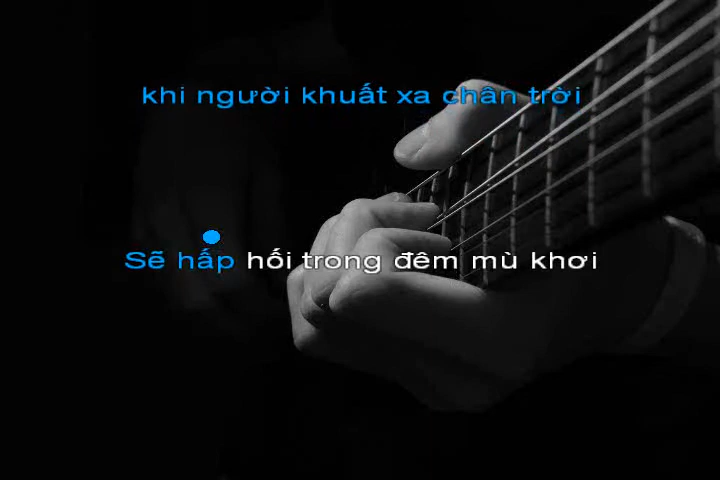 khi người khuất xa chân trời
Sẽ hấp hối trong đêm mù khơi